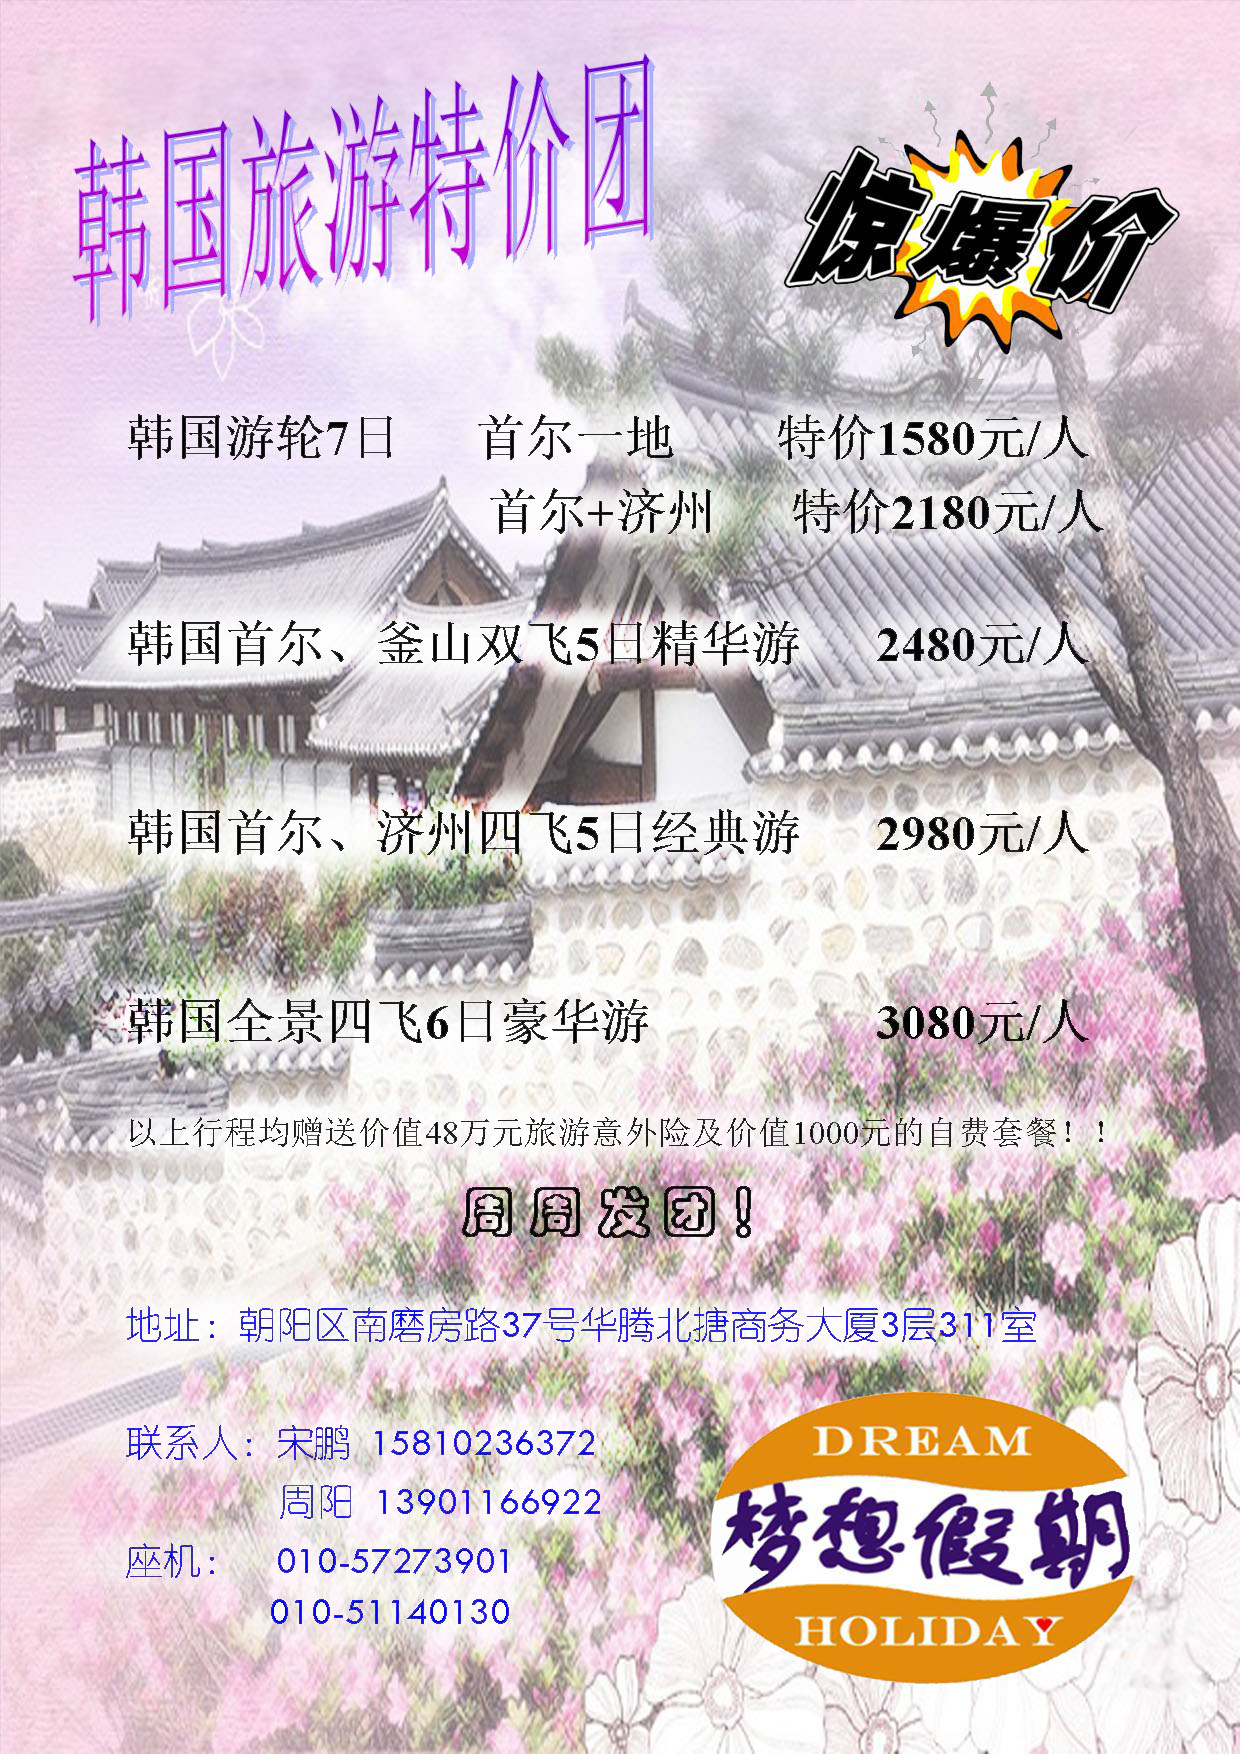 韩国旅游特价团
惊爆价
韩国游轮7日 首尔一地 特价1580元/人
首尔+济州 特价2180元/人
韩国首尔、釜山双飞5日精华游 2480元/人
韩国首尔、济州四飞5日经典游 2980元/人
韩国全景四飞6日豪华游 3080元/人
以上行程均赠送价值48万元旅游意外险及价值1000元的自费套餐！！
周周发团！
地址：朝阳区南磨房路37号华腾北搪商务大厦3层311室
联系人：宋鹏 15810236372
周阳 13901166922
座机： 010-57273901
010-51140130
DREAM
梦想假期
HOLIDAY